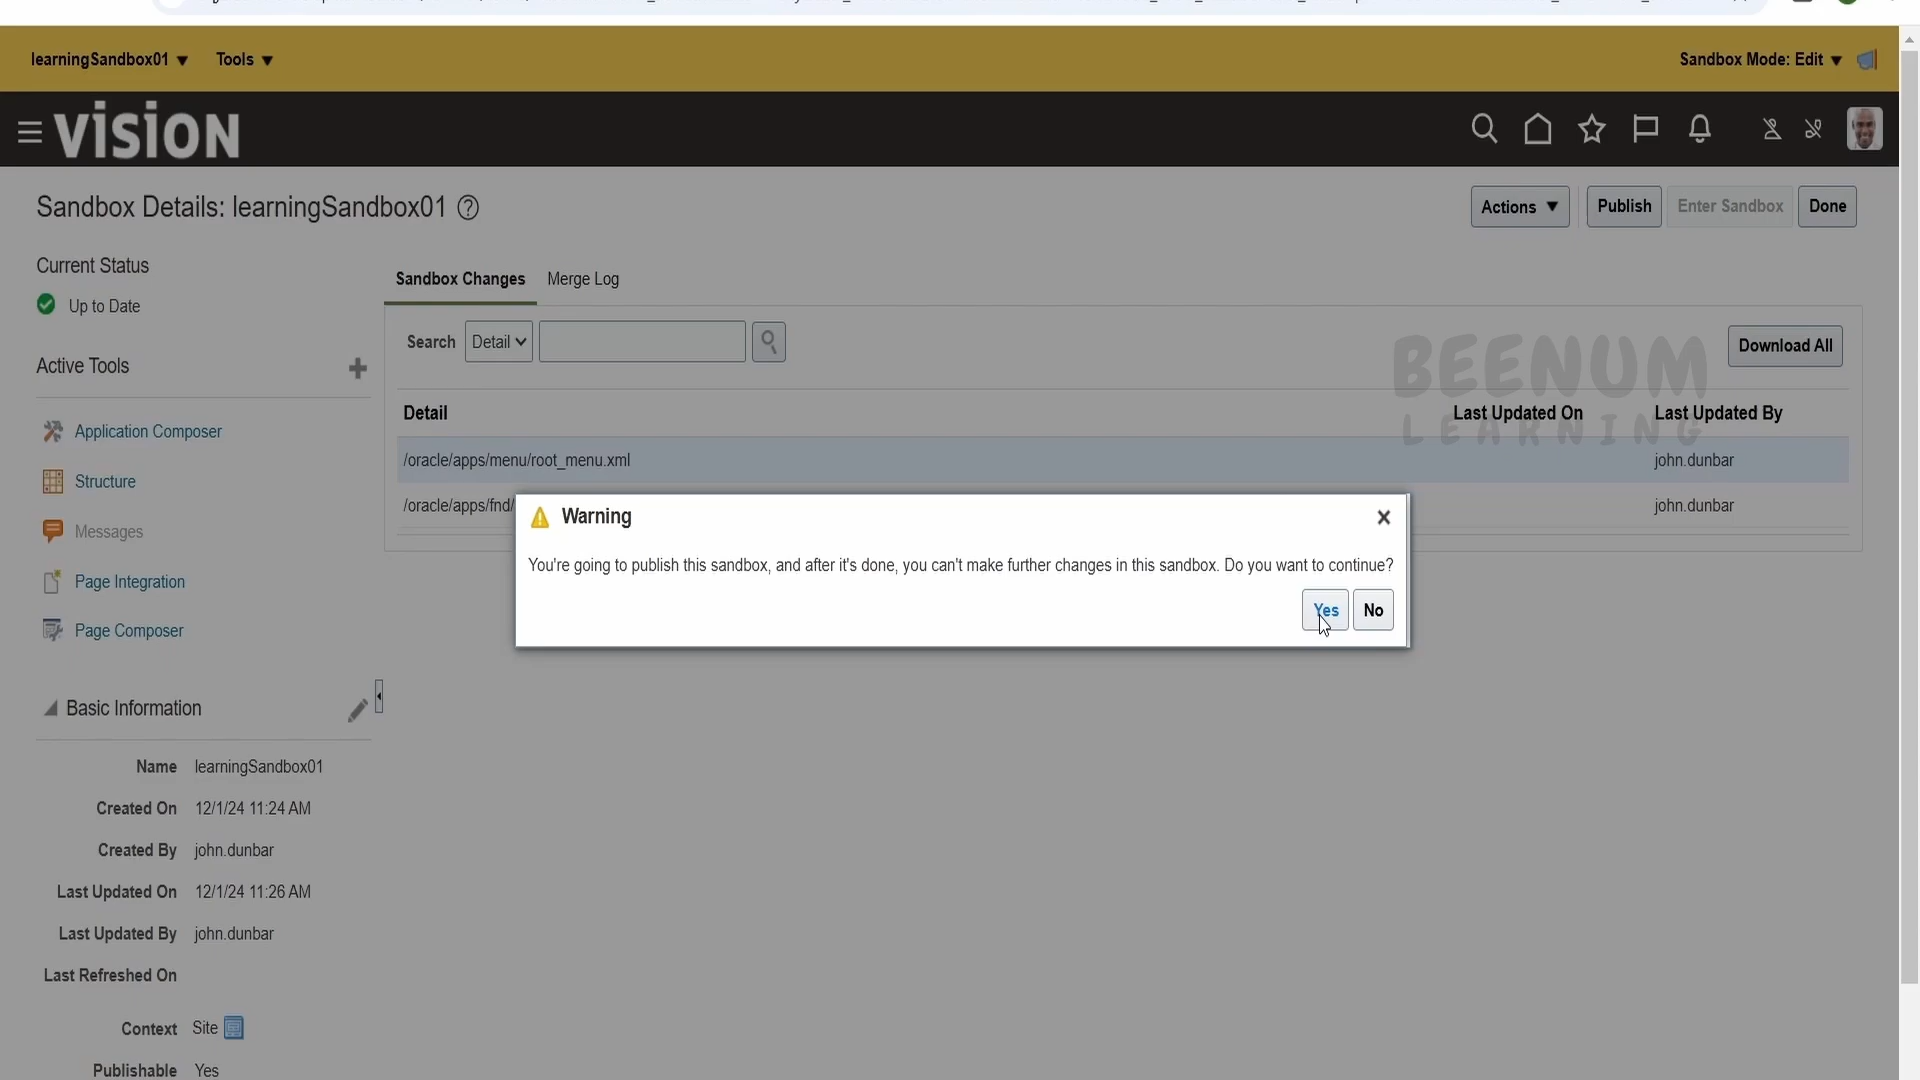 learningSandbox01 Tools Sandbox Mode: Edit
VISION
Sandbox Details: learningSandbox01 Actions Publish Enter Sandbox Done
Current Status
Up to Date
Sandbox Changes Merge Log
Search Detail Download All
BEENUM
LEARNING
Active Tools
Detail Last Updated On Last Updated By
/oracle/apps/menu/root_menu.xml john.dunbar
/oracle/apps/fnd/ john.dunbar
Application Composer
Structure
Messages
Page Integration
Page Composer
Warning
You're going to publish this sandbox, and after it's done, you can't make further changes in this sandbox. Do you want to continue?
Yes No
Basic Information
Name learningSandbox01
Created On 12/1/24 11:24 AM
Created By john.dunbar
Last Updated On 12/1/24 11:26 AM
Last Updated By john.dunbar
Last Refreshed On
Context Site
Publishable Yes